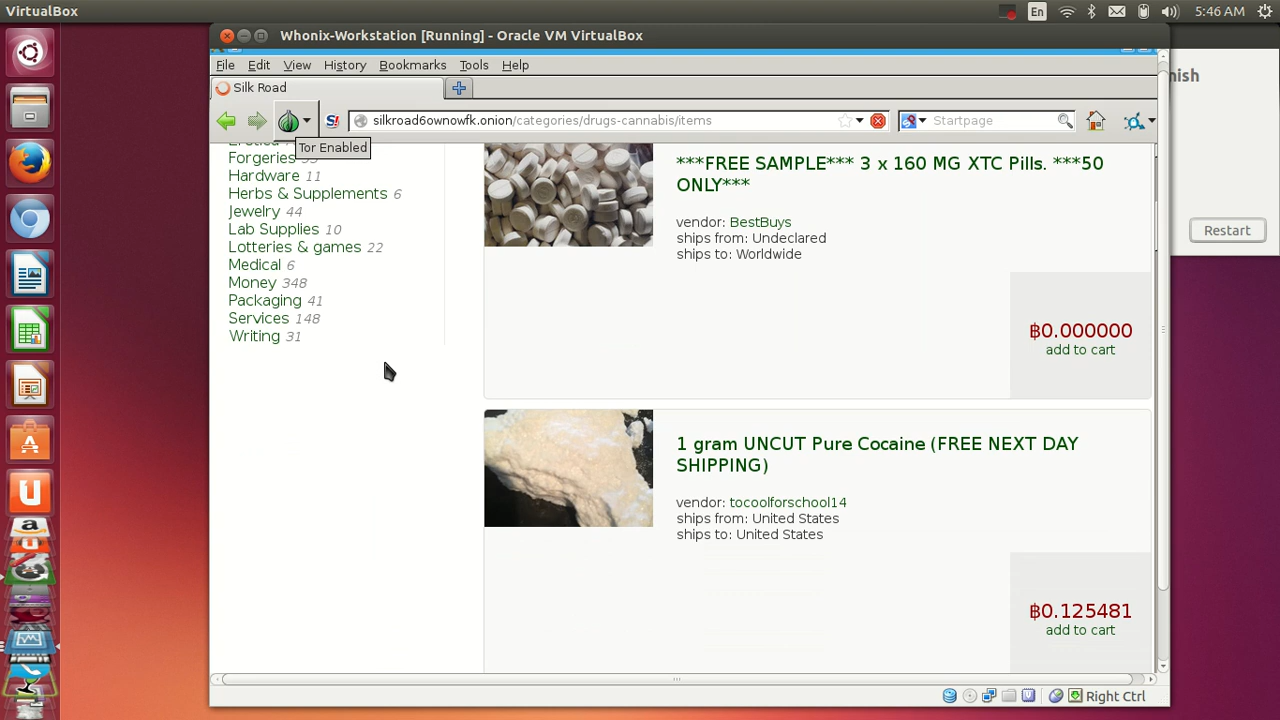 VirtualBox
En
5:46 AM
Whonix-Workstation [Running] - Oracle VM VirtualBox
File Edit View History Bookmarks Tools Help
Silk Road
silkroad6ownowfk.onion/categories/drugs-cannabis/items
Startpage
Tor Enabled
nish
Restart
Forgeries
Hardware 11
Herbs & Supplements 6
Jewelry 44
Lab Supplies 10
Lotteries & games 22
Medical 6
Money 348
Packaging 41
Services 148
Writing 31
***FREE SAMPLE*** 3 x 160 MG XTC Pills. ***50
ONLY***
vendor: BestBuys
ships from: Undeclared
ships to: Worldwide
฿0.000000
add to cart
1 gram UNCUT Pure Cocaine (FREE NEXT DAY
SHIPPING)
vendor: tocoolforschool14
ships from: United States
ships to: United States
฿0.125481
add to cart
Right Ctrl